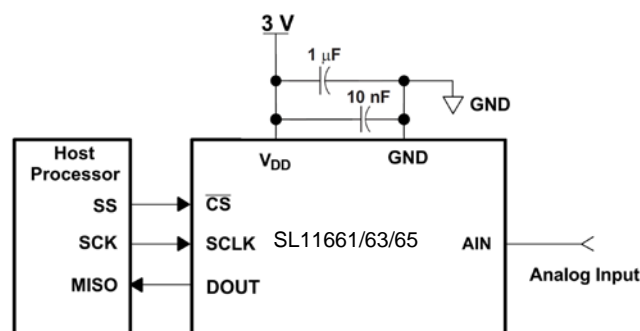 3 V
1 μF
10 nF
GND
Host
Processor
V_DD
GND
SS
C̅S̅
SCK
SCLK
SL11661/63/65
AIN
MISO
DOUT
Analog Input